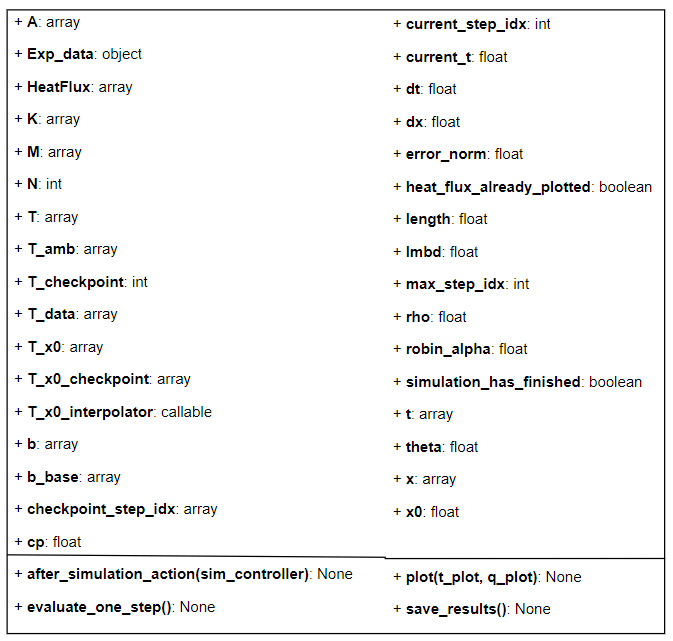 + A: array
+ Exp_data: object
+ HeatFlux: array
+ K: array
+ M: array
+ N: int
+ T: array
+ T_amb: array
+ T_checkpoint: int
+ T_data: array
+ T_x0: array
+ T_x0_checkpoint: array
+ T_x0_interpolator: callable
+ b: array
+ b_base: array
+ checkpoint_step_idx: array
+ cp: float
+ current_step_idx: int
+ current_t: float
+ dt: float
+ dx: float
+ error_norm: float
+ heat_flux_already_plotted: boolean
+ length: float
+ lmbd: float
+ max_step_idx: int
+ rho: float
+ robin_alpha: float
+ simulation_has_finished: boolean
+ t: array
+ theta: float
+ x: array
+ x0: float
+ after_simulation_action(sim_controller): None
+ evaluate_one_step(): None
+ plot(t_plot, q_plot): None
+ save_results(): None